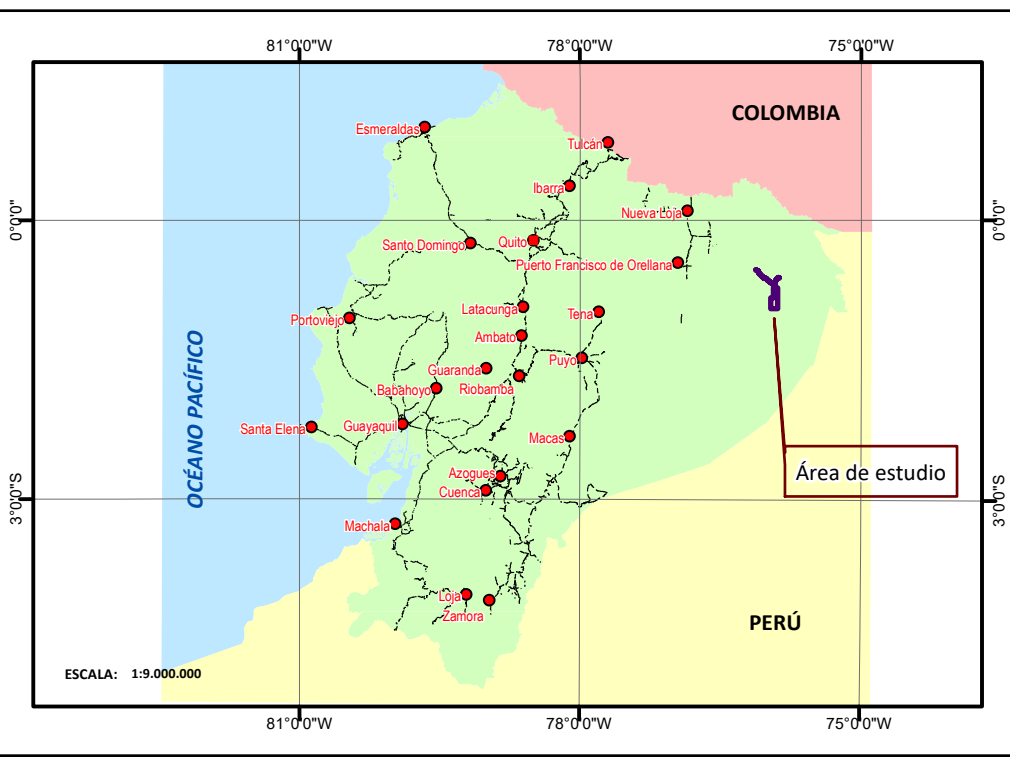 81°0'0"W
78°0'0"W
75°0'0"W
COLOMBIA
Esmeraldas
Tulcán
Ibarra
Nueva Loja
0°0'0"
0°0'0"
Santo Domingo
Quito
Puerto Francisco de Orellana
Latacunga
Tena
Portoviejo
Ambato
Puyo
Guaranda
Riobamba
Babahoyo
OCÉANO PACÍFICO
Santa Elena
Guayaquil
Macas
Área de estudio
Azogues
Cuenca
3°0'0"S
3°0'0"S
Machala
Loja
Zamora
PERÚ
ESCALA: 1:9.000.000
81°0'0"W
78°0'0"W
75°0'0"W